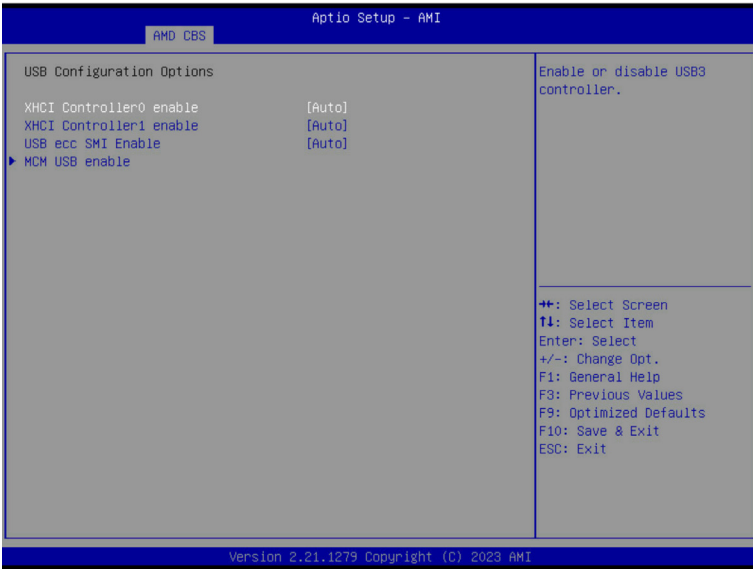 Aptio Setup – AMI
AMD CBS
USB Configuration Options
XHCI Controller0 enable [Auto]
XHCI Controller1 enable [Auto]
USB ecc SMI Enable [Auto]
MCM USB enable
Enable or disable USB3
controller.
→←: Select Screen
↑↓: Select Item
Enter: Select
+/-: Change Opt.
F1: General Help
F3: Previous Values
F9: Optimized Defaults
F10: Save & Exit
ESC: Exit
Version 2.21.1279 Copyright (C) 2023 AMI